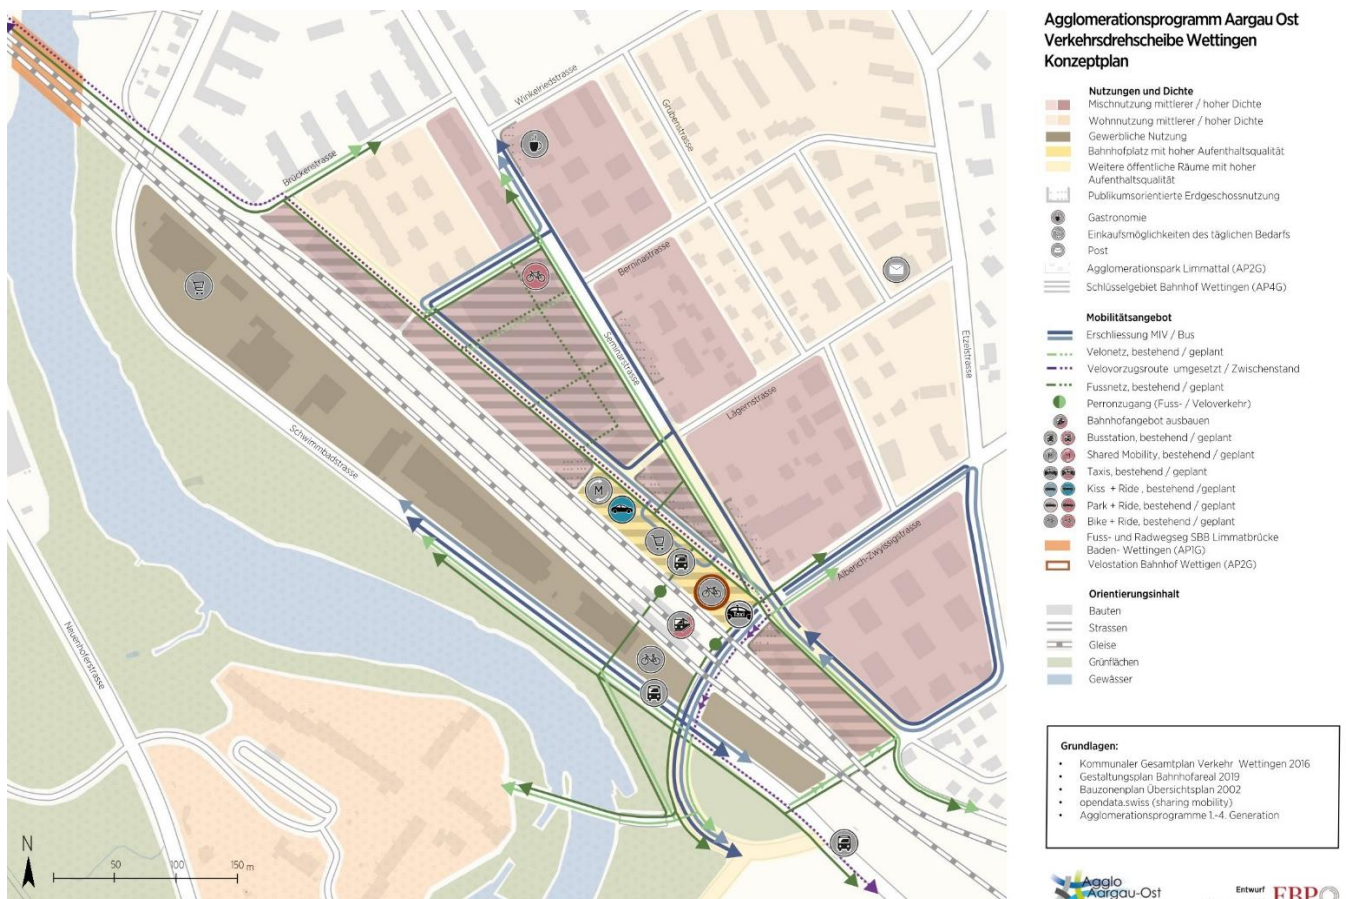 Agglomerationsprogramm Aargau Ost
Verkehrsdrehscheibe Wettingen
Konzeptplan
Nutzungen und Dichte
Mischnutzung mittlerer / hoher Dichte
Wohnnutzung mittlerer / hoher Dichte
Gewerbliche Nutzung
Bahnhofplatz mit hoher Aufenthaltsqualität
Weitere öffentliche Räume mit hoher
Aufenthaltsqualität
Publikumsorientierte Erdgeschossnutzung
Gastronomie
Einkaufsmöglichkeiten des täglichen Bedarfs
Post
Agglomerationspark Limmattal (AP2G)
Schlüsselgebiet Bahnhof Wettingen (AP4G)
Mobilitätsangebot
Erschliessung MIV / Bus
Velonetz, bestehend / geplant
Velovorzugsroute umgesetzt / Zwischenstand
Fussnetz, bestehend / geplant
Perronzugang (Fuss- / Veloverkehr)
Bahnhofangebot ausbauen
Busstation, bestehend / geplant
Shared Mobility, bestehend / geplant
Taxis, bestehend / geplant
Kiss + Ride , bestehend /geplant
Park + Ride, bestehend / geplant
Bike + Ride, bestehend / geplant
Fuss- und Radwegseg SBB Limmatbrücke
Baden- Wettingen (AP1G)
Velostation Bahnhof Wettigen (AP2G)
Orientierungsinhalt
Bauten
Strassen
Gleise
Grünflächen
Gewässer
Grundlagen:
• Kommunaler Gesamtplan Verkehr Wettingen 2016
• Gestaltungsplan Bahnhofareal 2019
• Bauzonenplan Übersichtsplan 2002
• opendata.swiss (sharing mobility)
• Agglomerationsprogramme 1.-4. Generation
Agglo
Aargau-Ost
Entwurf
EBP
Winkelriedstrasse
Grubenstrasse
Brückenstrasse
Berninastrasse
Seminarstrasse
Etzelstrasse
Lägernstrasse
Schwimmbadstrasse
Alberich-Zwyssigstrasse
Neuenhoferstrasse
M
Taxi
N
50
100
150 m